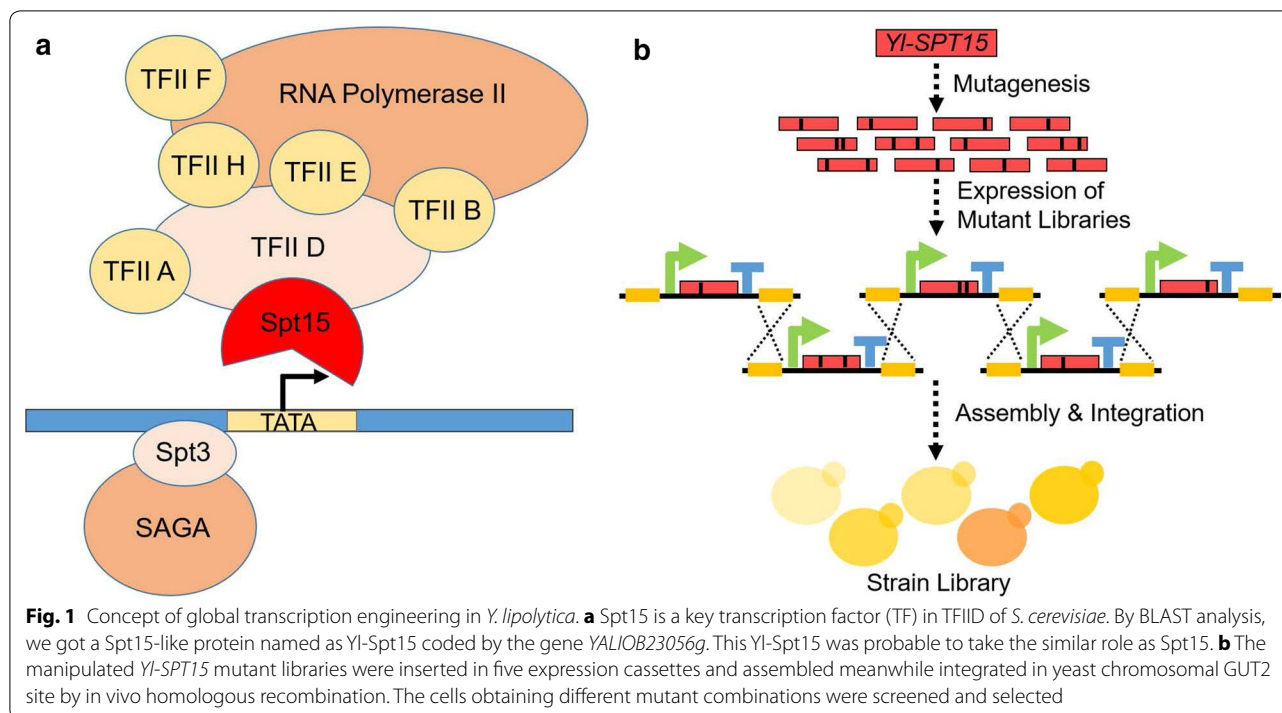 a
TFII F
RNA Polymerase II
TFII H
TFII E
TFII B
TFII D
TFII A
Spt15
TATA
Spt3
SAGA
b
Yl-SPT15
Mutagenesis
Expression of
Mutant Libraries
Assembly & Integration
Strain Library
Fig. 1 Concept of global transcription engineering in Y. lipolytica. a Spt15 is a key transcription factor (TF) in TFIID of S. cerevisiae. By BLAST analysis,
we got a Spt15-like protein named as Yl-Spt15 coded by the gene YALIOB23056g. This Yl-Spt15 was probable to take the similar role as Spt15. b The
manipulated Yl-SPT15 mutant libraries were inserted in five expression cassettes and assembled meanwhile integrated in yeast chromosomal GUT2
site by in vivo homologous recombination. The cells obtaining different mutant combinations were screened and selected